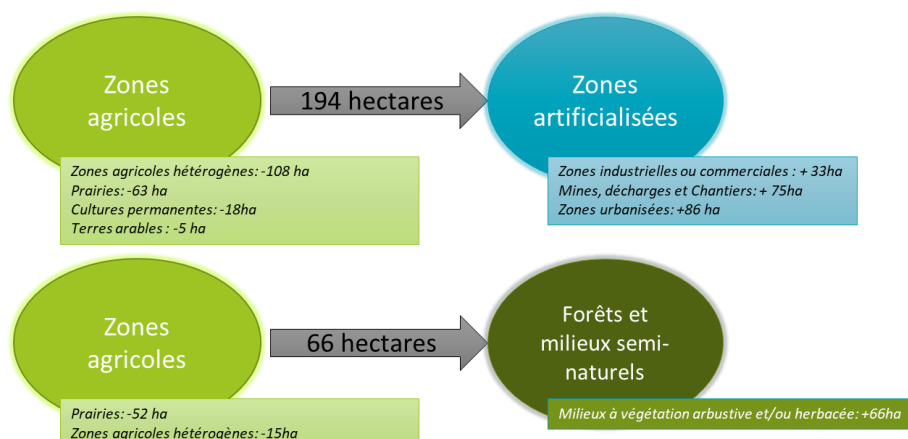 Zones
agricoles
194 hectares
Zones
artificialisées
Zones agricoles hétérogènes: -108 ha
Prairies: -63 ha
Cultures permanentes: -18ha
Terres arables : -5 ha
Zones industrielles ou commerciales : + 33ha
Mines, décharges et Chantiers: + 75ha
Zones urbanisées: +86 ha
Zones
agricoles
66 hectares
Forêts et
milieux semi-
naturels
Prairies: -52 ha
Zones agricoles hétérogènes: -15ha
Milieux à végétation arbustive et/ou herbacée: +66ha